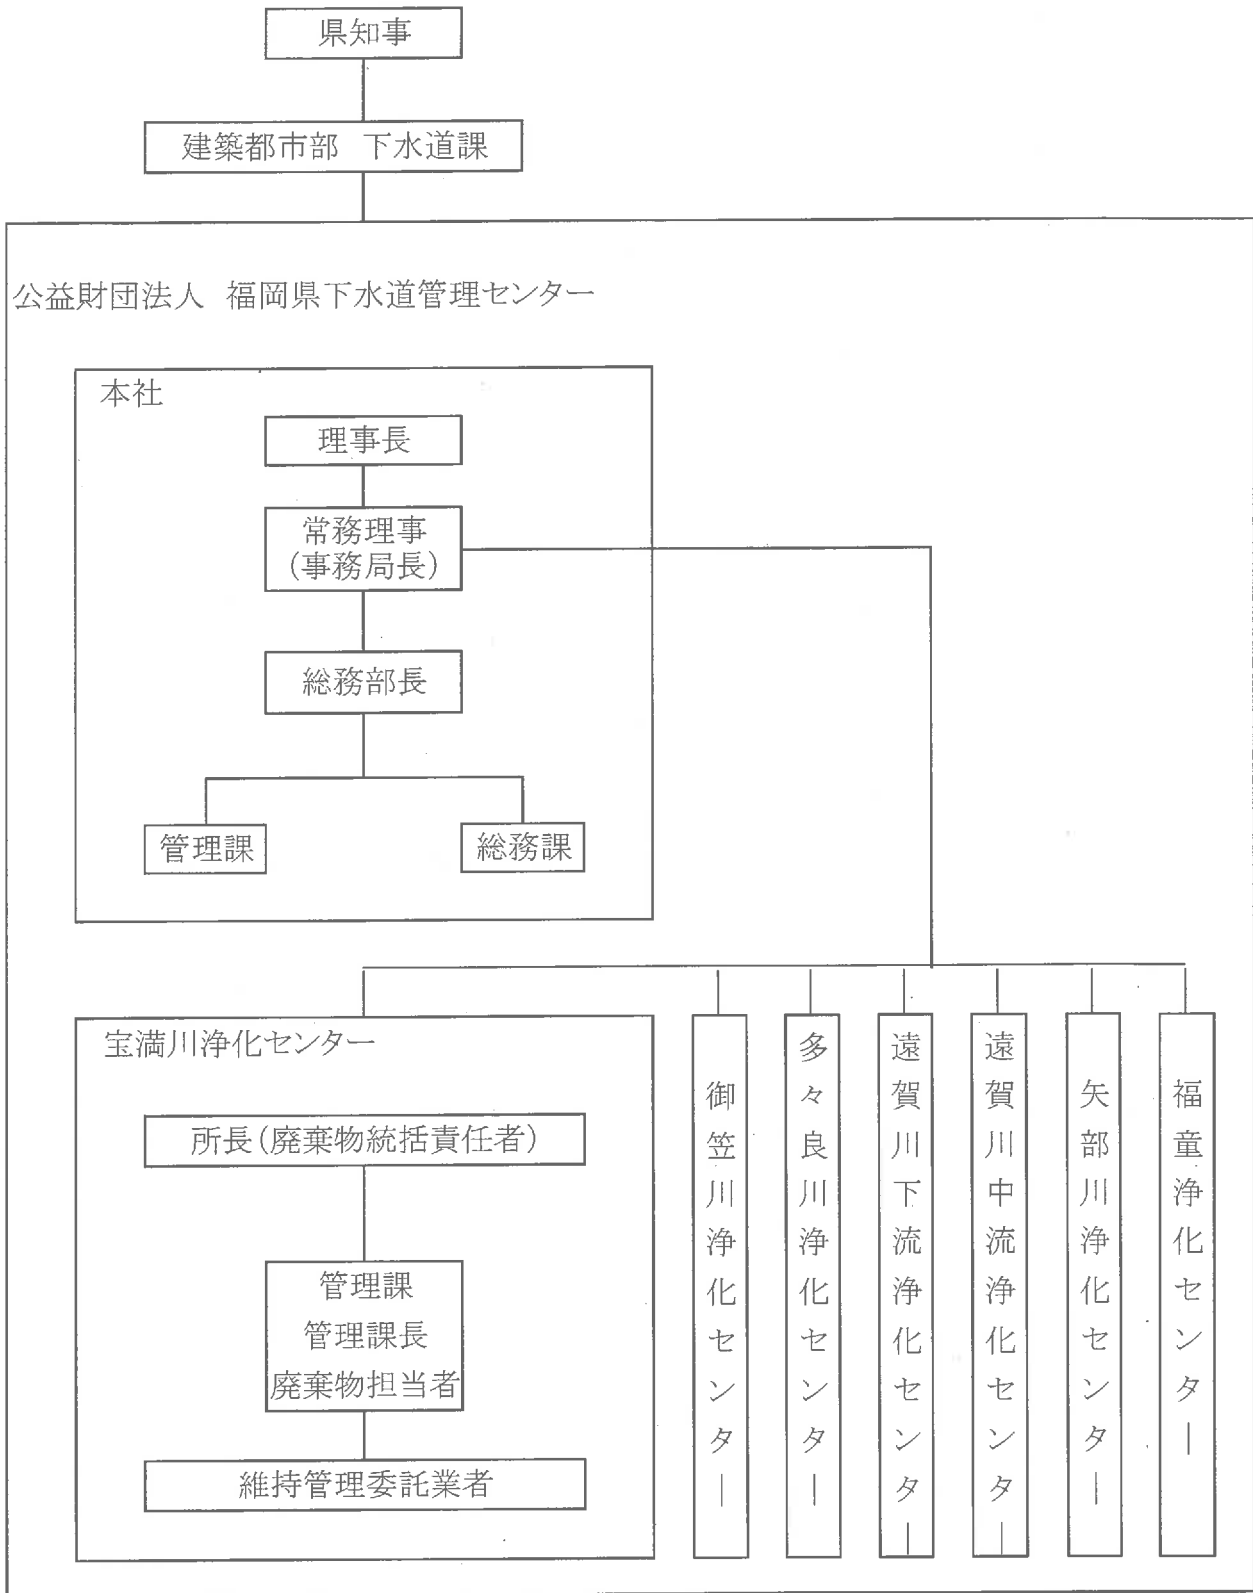 県知事
建築都市部 下水道課
公益財団法人 福岡県下水道管理センター
本社
理事長
常務理事
(事務局長)
総務部長
管理課
総務課
宝満川浄化センター
所長(廃棄物統括責任者)
管理課
管理課長
廃棄物担当者
維持管理委託業者
御笠川浄化センター
多々良川浄化センター
遠賀川下流浄化センター
遠賀川中流浄化センター
矢部川浄化センター
福童浄化センター